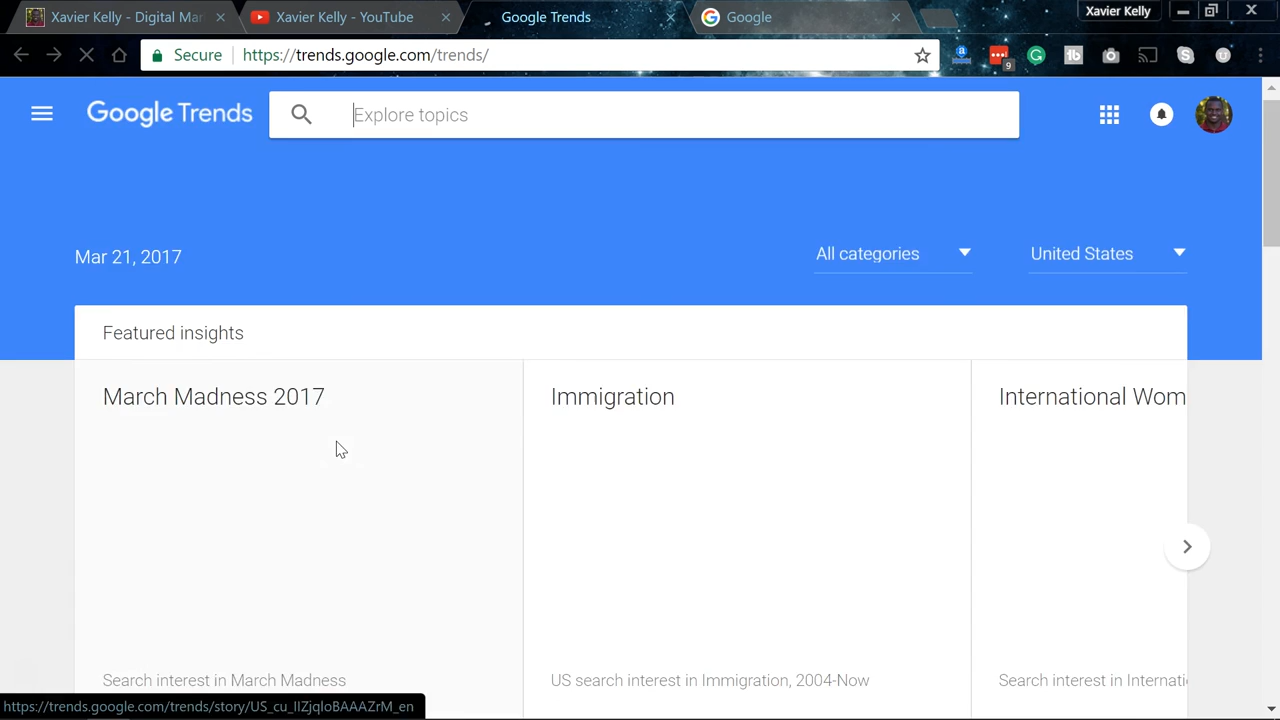 Xavier Kelly - Digital Mar
Xavier Kelly - YouTube
Google Trends
Google
Xavier Kelly
Secure
https://trends.google.com/trends/
a
9
tb
Google Trends
Explore topics
Mar 21, 2017
All categories
United States
Featured insights
March Madness 2017
Immigration
International Wom
Search interest in March Madness
US search interest in Immigration, 2004-Now
Search interest in Internati
https://trends.google.com/trends/story/US_cu_lIZjqloBAAAZrM_en